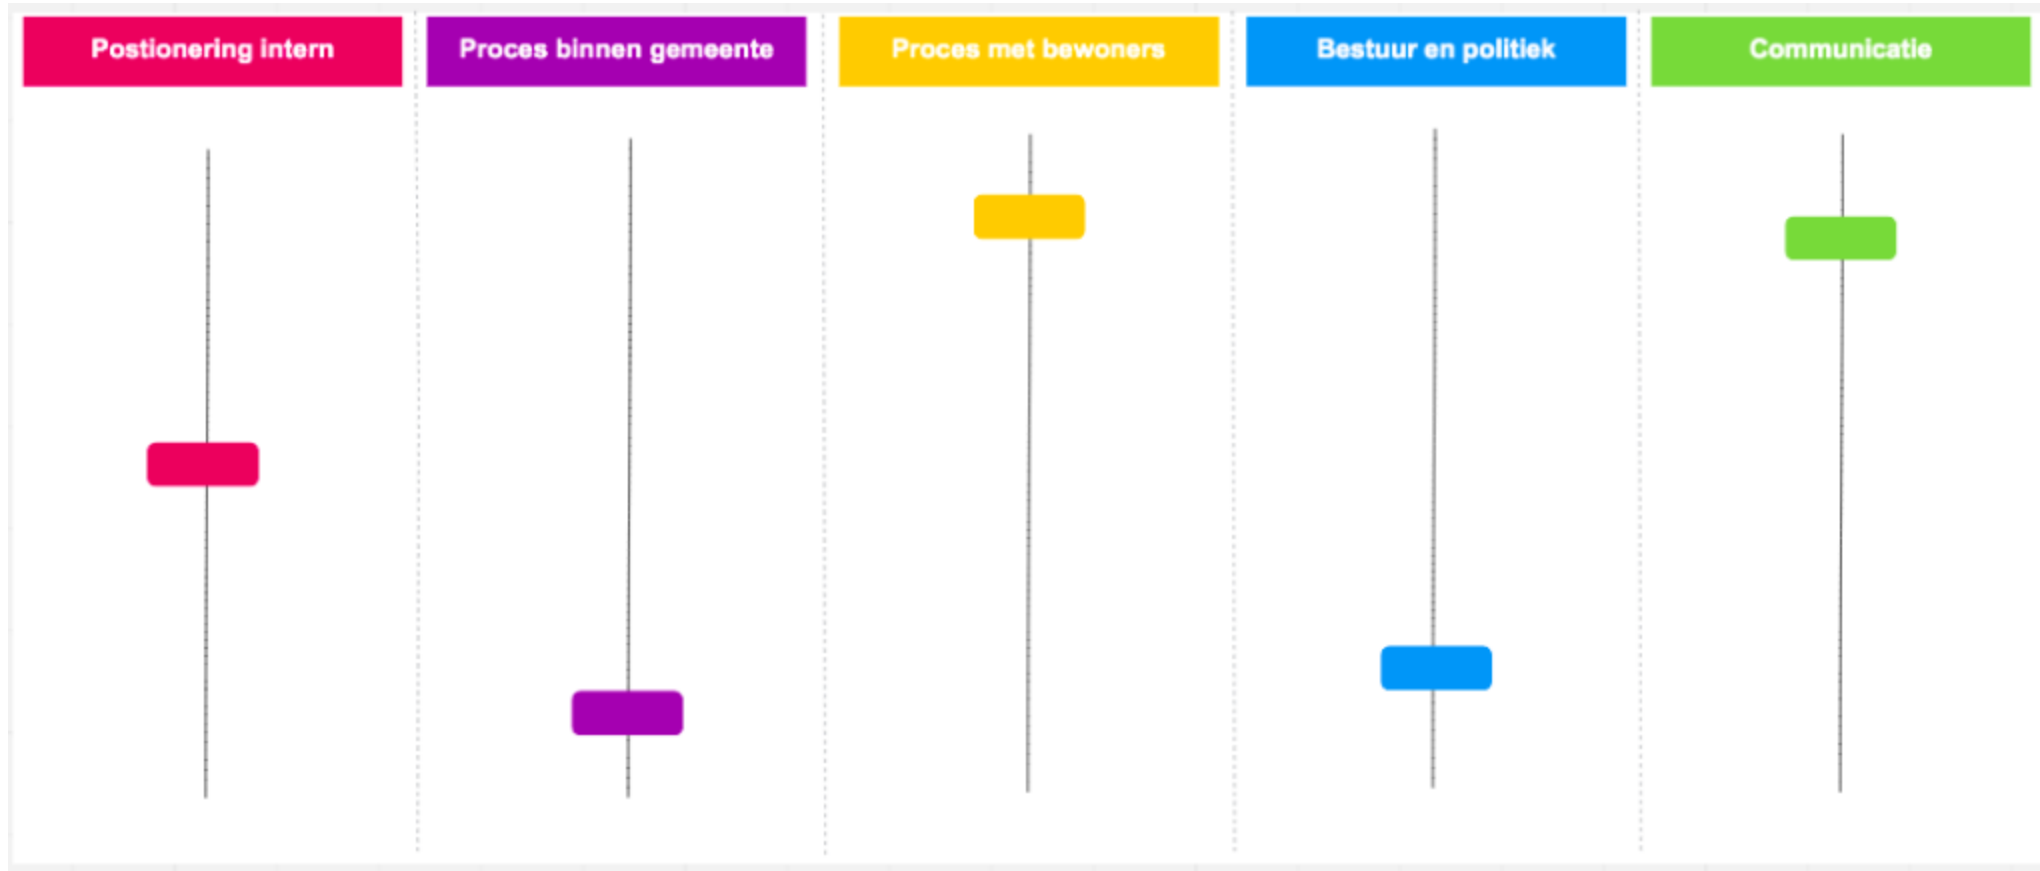 Postionering intern
Proces binnen gemeente
Proces met bewoners
Bestuur en politiek
Communicatie